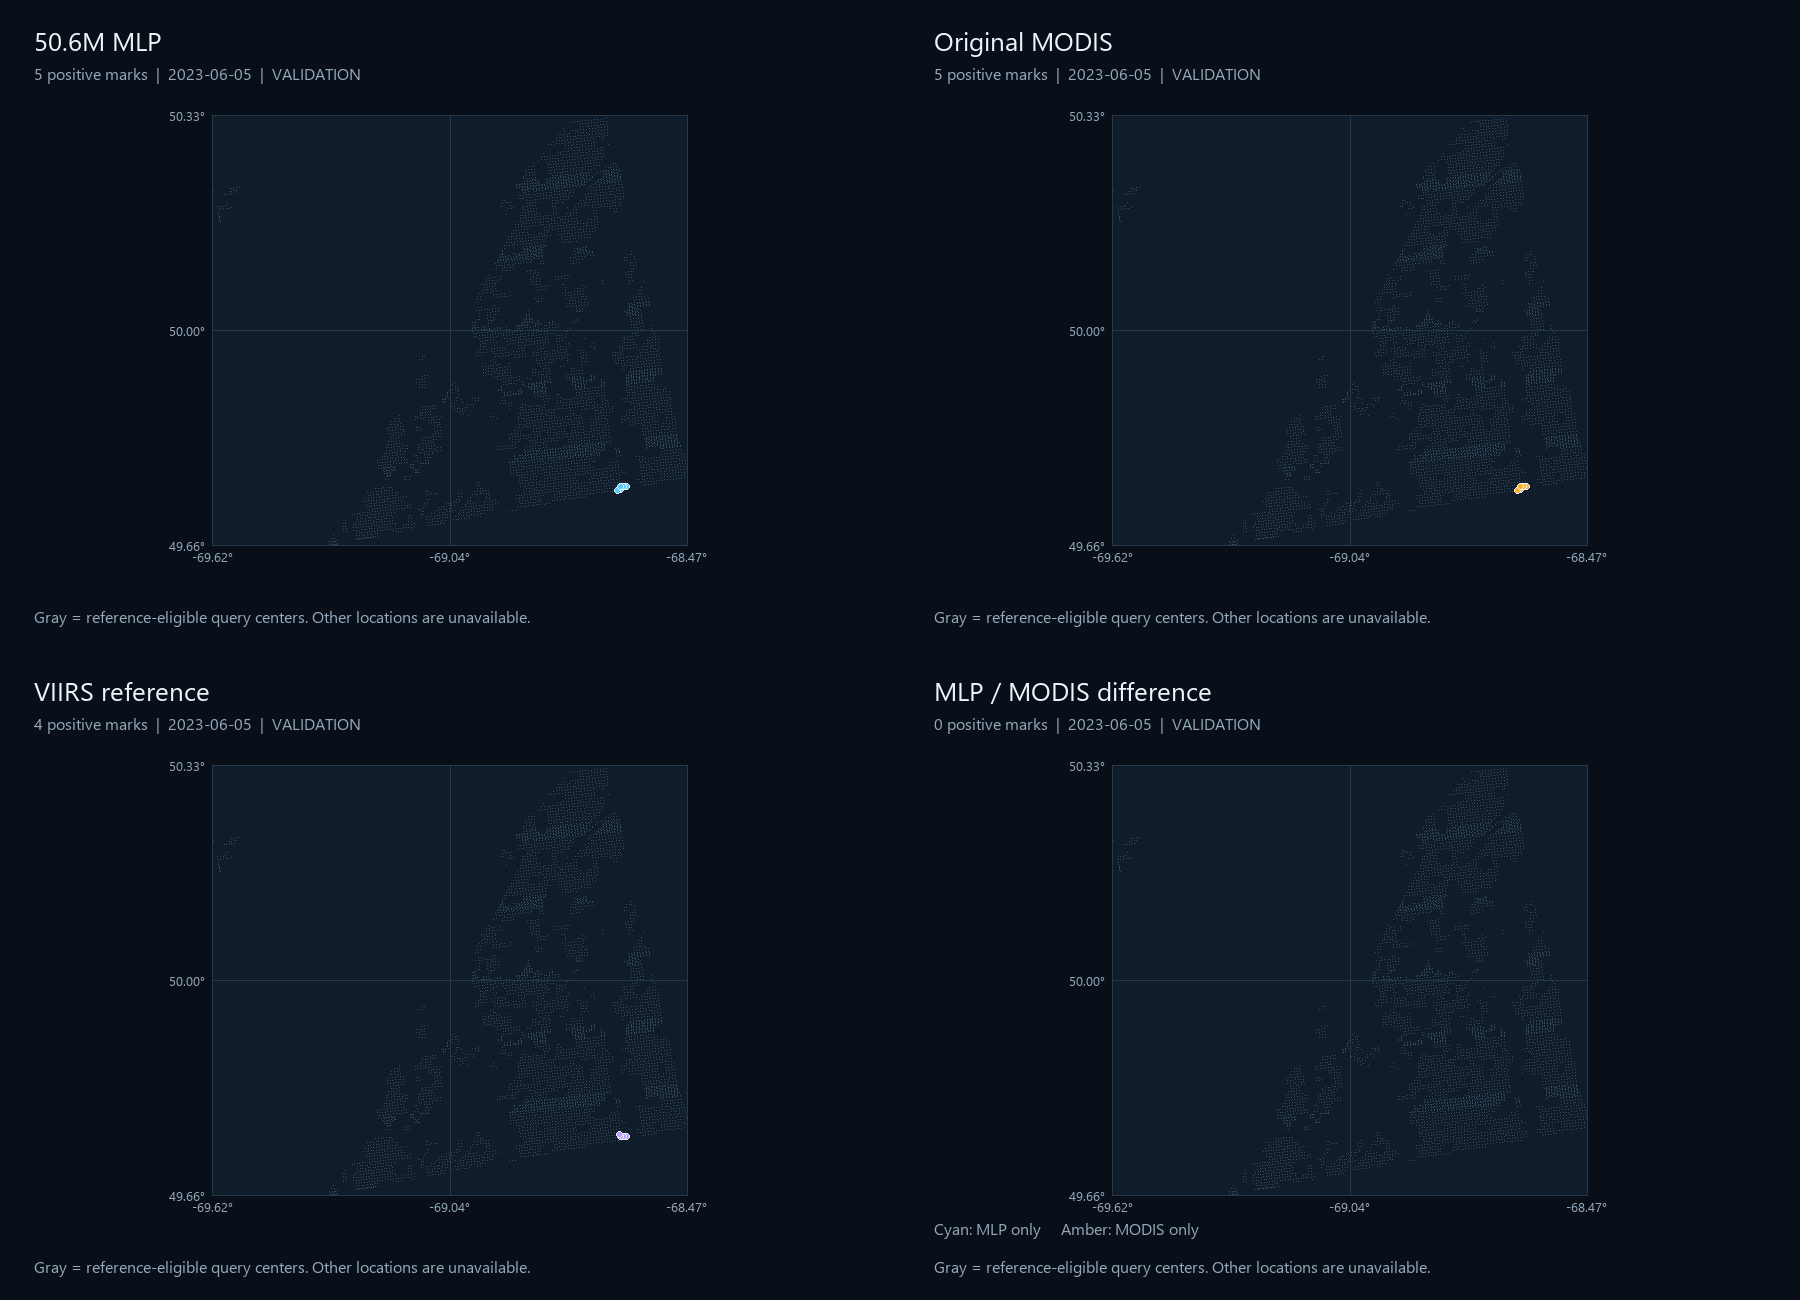 50.6M MLP
5 positive marks | 2023-06-05 | VALIDATION
50.33°
50.00°
49.66°
-69.62°
-69.04°
-68.47°
Gray = reference-eligible query centers. Other locations are unavailable.
Original MODIS
5 positive marks | 2023-06-05 | VALIDATION
50.33°
50.00°
49.66°
-69.62°
-69.04°
-68.47°
Gray = reference-eligible query centers. Other locations are unavailable.
VIIRS reference
4 positive marks | 2023-06-05 | VALIDATION
50.33°
50.00°
49.66°
-69.62°
-69.04°
-68.47°
Gray = reference-eligible query centers. Other locations are unavailable.
MLP / MODIS difference
0 positive marks | 2023-06-05 | VALIDATION
50.33°
50.00°
49.66°
-69.62°
-69.04°
-68.47°
Cyan: MLP only Amber: MODIS only
Gray = reference-eligible query centers. Other locations are unavailable.